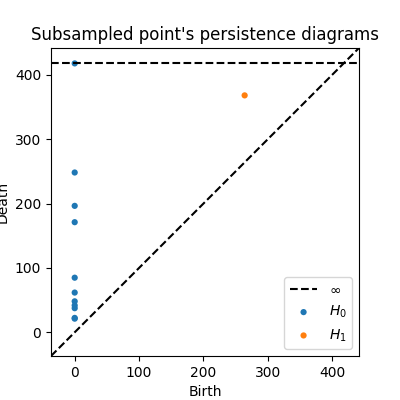 Subsampled point's persistence diagrams
400
300
200
100
0
Death
0 100 200 300 400
Birth
∞
H₀
H₁